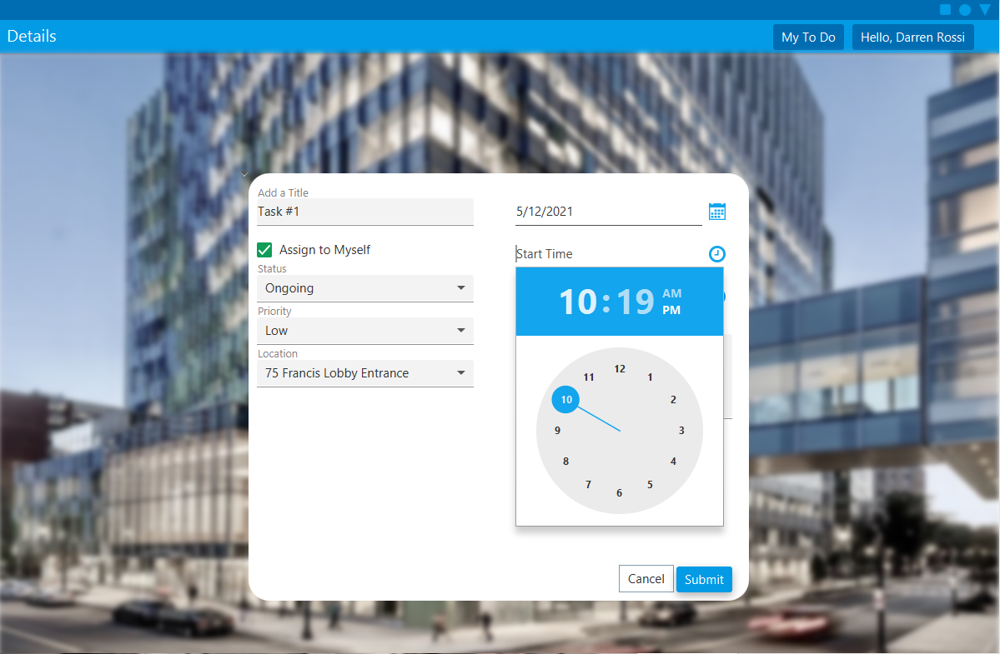 Details
My To Do
Hello, Darren Rossi
Add a Title
Task #1
5/12/2021
Assign to Myself
Start Time
Status
Ongoing
10:19
AM
PM
Priority
Low
Location
75 Francis Lobby Entrance
12
1
2
3
4
5
6
7
8
9
10
11
Cancel
Submit